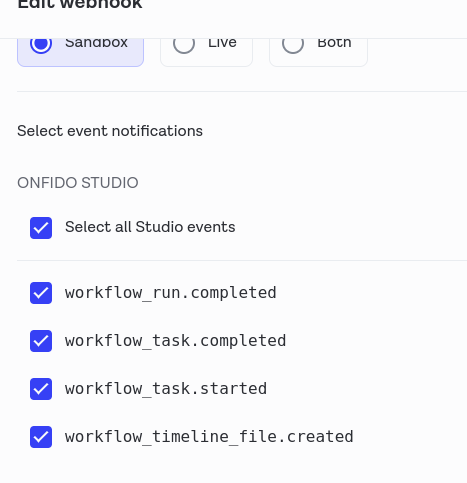 Edit webhook
Sandbox Live Both
Select event notifications
ONFIDO STUDIO
Select all Studio events
workflow_run.completed
workflow_task.completed
workflow_task.started
workflow_timeline_file.created